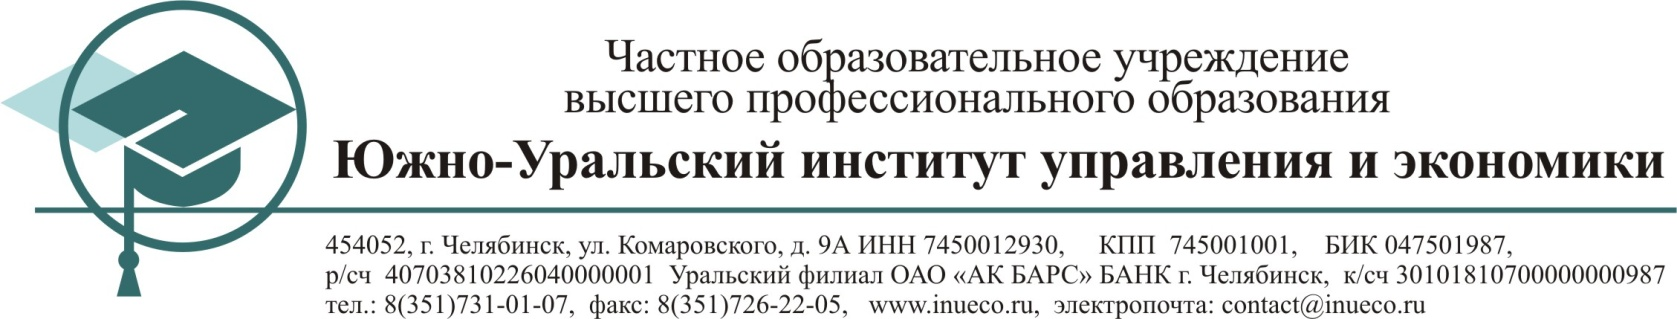 Частное образовательное учреждение
высшего профессионального образования
Южно-Уральский институт управления и экономики
454052, г. Челябинск, ул. Комаровского, д. 9А ИНН 7450012930, КПП 745001001, БИК 047501987,
р/сч 40703810226040000001 Уральский филиал ОАО «АК БАРС» БАНК г. Челябинск, к/сч 30101810700000000987
тел.: 8(351)731-01-07, факс: 8(351)726-22-05, www.inueco.ru, электропочта: contact@inueco.ru